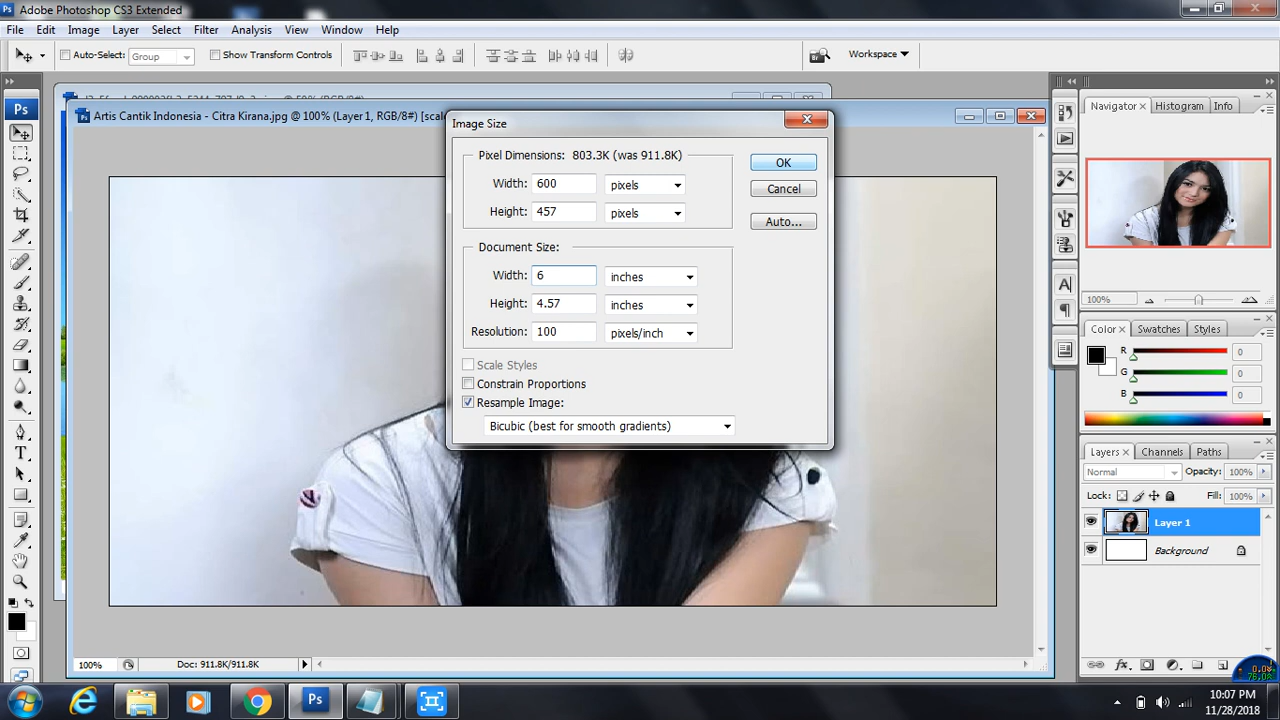 Ps Adobe Photoshop CS3 Extended
File Edit Image Layer Select Filter Analysis View Window Help
Auto-Select: Group Show Transform Controls Workspace
Ps
Artis Cantik Indonesia - Citra Kirana.jpg @ 100% (Layer 1, RGB/8#) [scal
Image Size
Pixel Dimensions: 803.3K (was 911.8K)
Width: 600 pixels
Height: 457 pixels
Document Size:
Width: 6 inches
Height: 4.57 inches
Resolution: 100 pixels/inch
Scale Styles
Constrain Proportions
Resample Image:
Bicubic (best for smooth gradients)
OK
Cancel
Auto...
Navigator × Histogram Info
100%
Color × Swatches Styles
R 0
G 0
B 0
Layers × Channels Paths
Normal Opacity: 100%
Lock: Fill: 100%
Layer 1
Background
100% Doc: 911.8K/911.8K
Ps
10:07 PM
11/28/2018